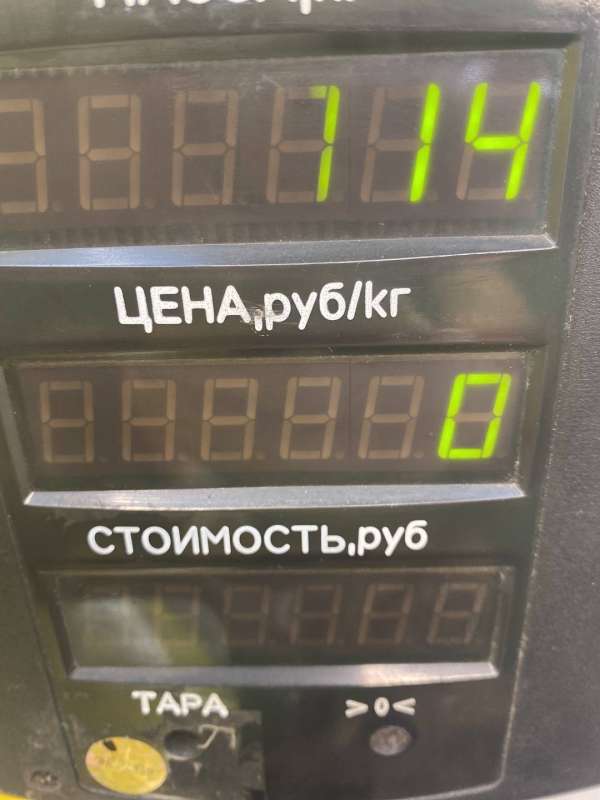 714
ЦЕНА,руб/кг
0
СТОИМОСТЬ,руб
ТАРА >0<